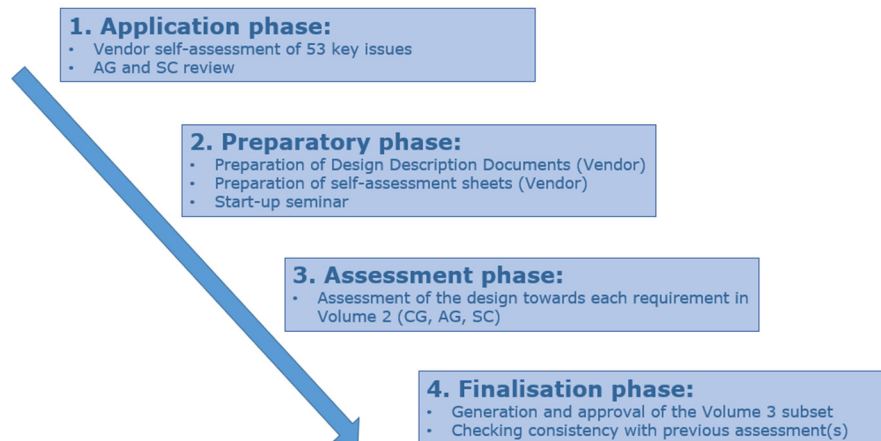 1. Application phase:
• Vendor self-assessment of 53 key issues
• AG and SC review
2. Preparatory phase:
• Preparation of Design Description Documents (Vendor)
• Preparation of self-assessment sheets (Vendor)
• Start-up seminar
3. Assessment phase:
• Assessment of the design towards each requirement in
Volume 2 (CG, AG, SC)
4. Finalisation phase:
• Generation and approval of the Volume 3 subset
• Checking consistency with previous assessment(s)